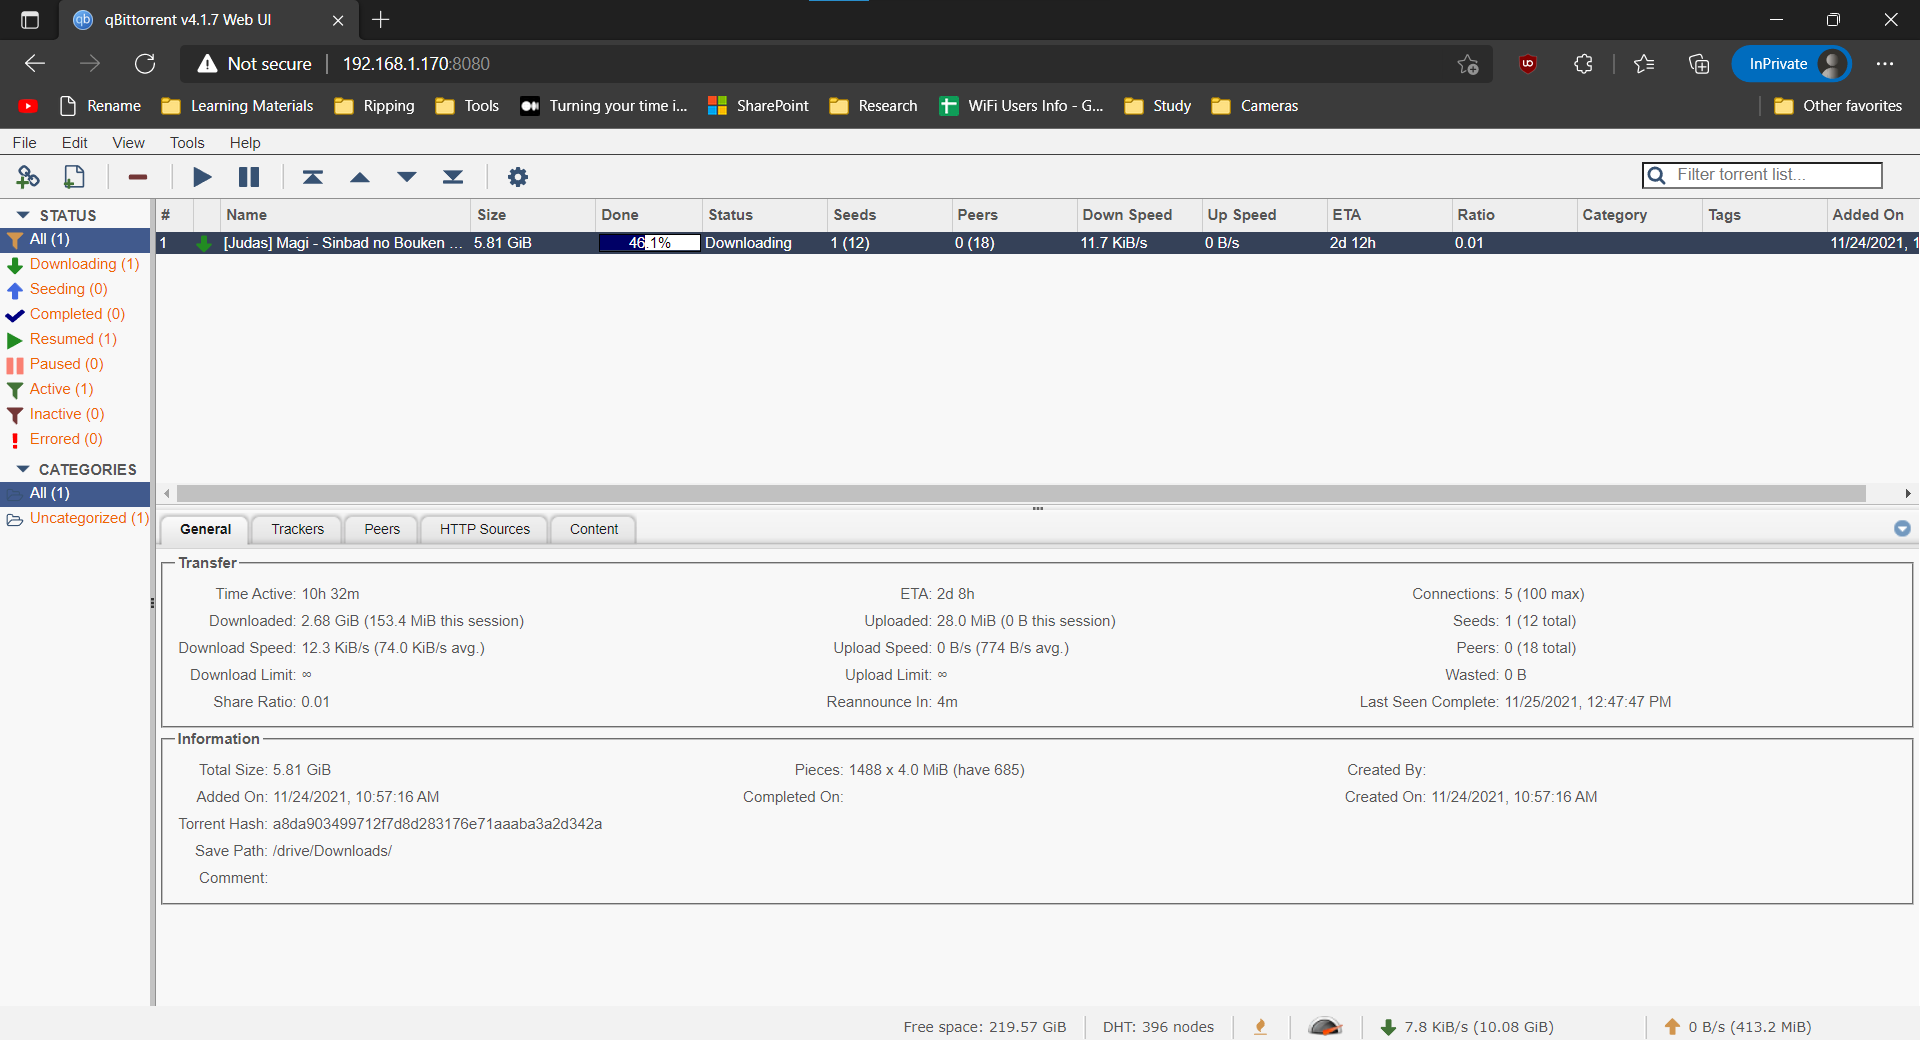 qBittorrent v4.1.7 Web UI
Not secure 192.168.1.170:8080 InPrivate
Rename Learning Materials Ripping Tools Turning your time i... SharePoint Research WiFi Users Info - G... Study Cameras Other favorites
File Edit View Tools Help
Filter torrent list...
STATUS
All (1)
Downloading (1)
Seeding (0)
Completed (0)
Resumed (1)
Paused (0)
Active (1)
Inactive (0)
Errored (0)
CATEGORIES
All (1)
Uncategorized (1)
# Name Size Done Status Seeds Peers Down Speed Up Speed ETA Ratio Category Tags Added On
1 [Judas] Magi - Sinbad no Bouken ... 5.81 GiB 46.1% Downloading 1 (12) 0 (18) 11.7 KiB/s 0 B/s 2d 12h 0.01 11/24/2021, 1
General Trackers Peers HTTP Sources Content
Transfer
Time Active: 10h 32m ETA: 2d 8h Connections: 5 (100 max)
Downloaded: 2.68 GiB (153.4 MiB this session) Uploaded: 28.0 MiB (0 B this session) Seeds: 1 (12 total)
Download Speed: 12.3 KiB/s (74.0 KiB/s avg.) Upload Speed: 0 B/s (774 B/s avg.) Peers: 0 (18 total)
Download Limit: ∞ Upload Limit: ∞ Wasted: 0 B
Share Ratio: 0.01 Reannounce In: 4m Last Seen Complete: 11/25/2021, 12:47:47 PM
Information
Total Size: 5.81 GiB Pieces: 1488 x 4.0 MiB (have 685) Created By:
Added On: 11/24/2021, 10:57:16 AM Completed On: Created On: 11/24/2021, 10:57:16 AM
Torrent Hash: a8da903499712f7d8d283176e71aaaba3a2d342a
Save Path: /drive/Downloads/
Comment:
Free space: 219.57 GiB DHT: 396 nodes 7.8 KiB/s (10.08 GiB) 0 B/s (413.2 MiB)